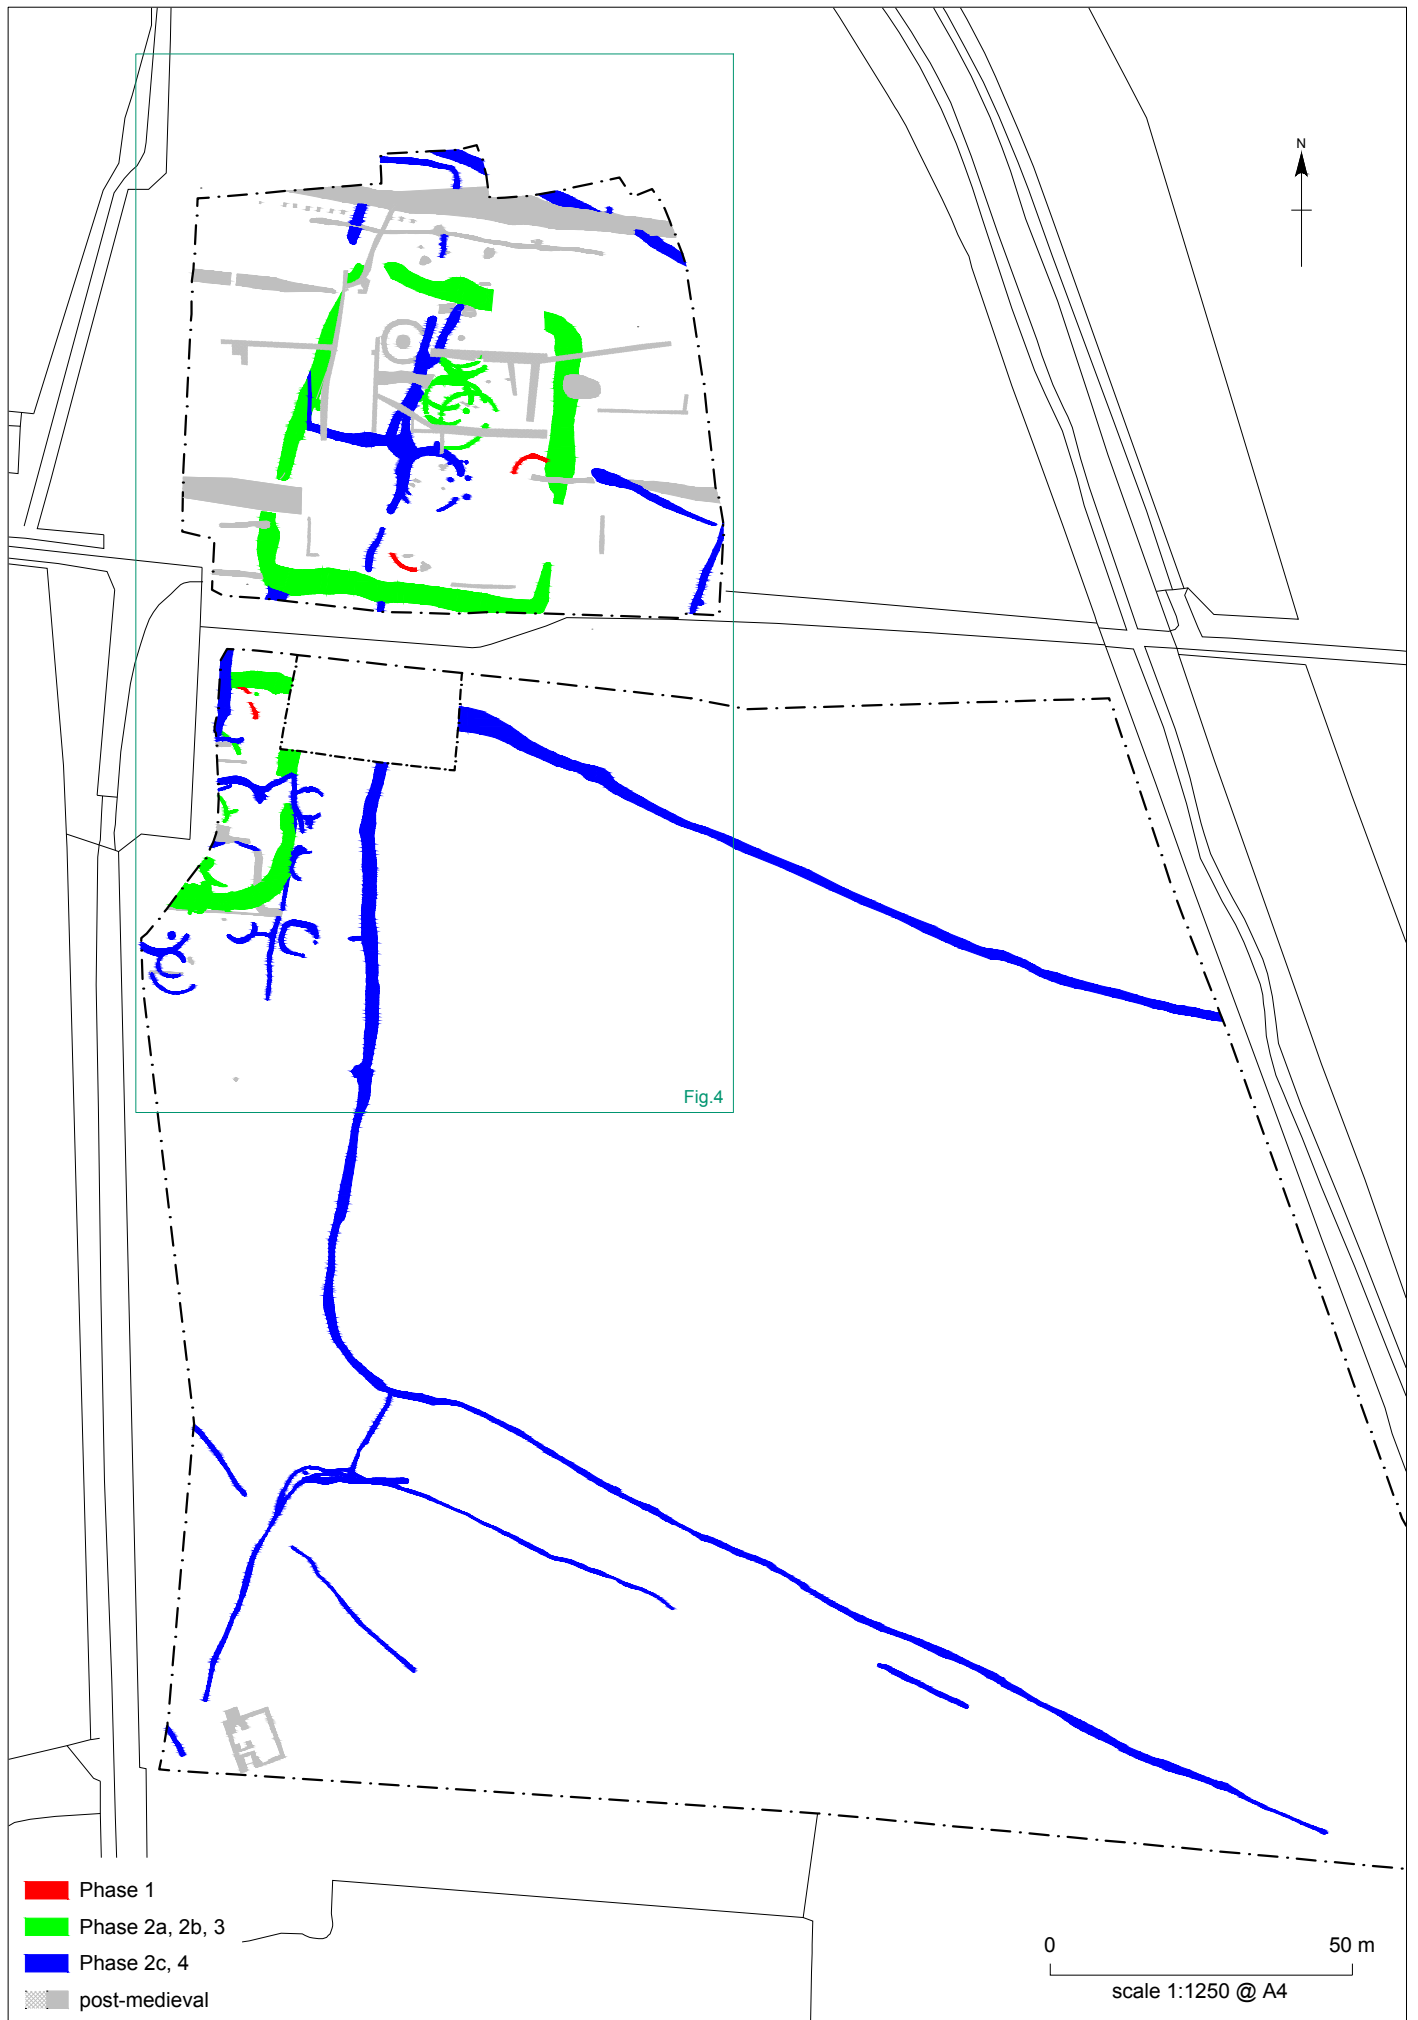 N
Fig.4
Phase 1
Phase 2a, 2b, 3
Phase 2c, 4
post-medieval
0 50 m
scale 1:1250 @ A4